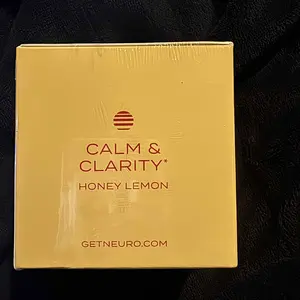 CALM &
CLARITY*
HONEY LEMON
GETNEURO.COM